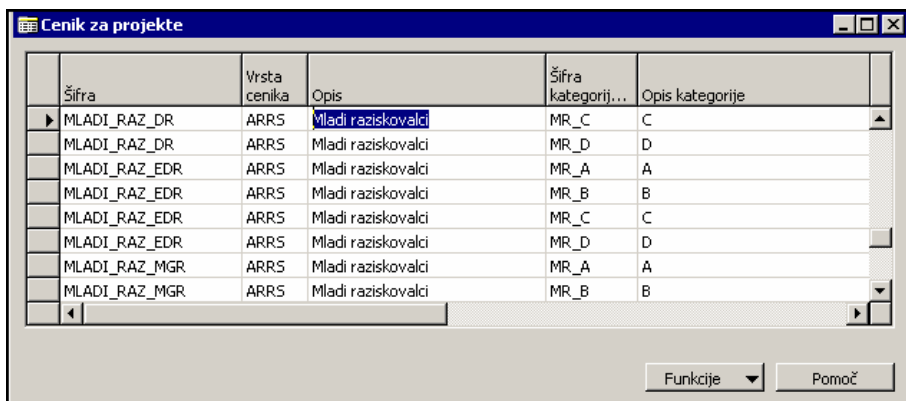 Cenik za projekte
Šifra Vrsta cenika Opis Šifra kategorij... Opis kategorije
MLADI_RAZ_DR ARRS Mladi raziskovalci MR_C C
MLADI_RAZ_DR ARRS Mladi raziskovalci MR_D D
MLADI_RAZ_EDR ARRS Mladi raziskovalci MR_A A
MLADI_RAZ_EDR ARRS Mladi raziskovalci MR_B B
MLADI_RAZ_EDR ARRS Mladi raziskovalci MR_C C
MLADI_RAZ_EDR ARRS Mladi raziskovalci MR_D D
MLADI_RAZ_MGR ARRS Mladi raziskovalci MR_A A
MLADI_RAZ_MGR ARRS Mladi raziskovalci MR_B B
Funkcije Pomoč